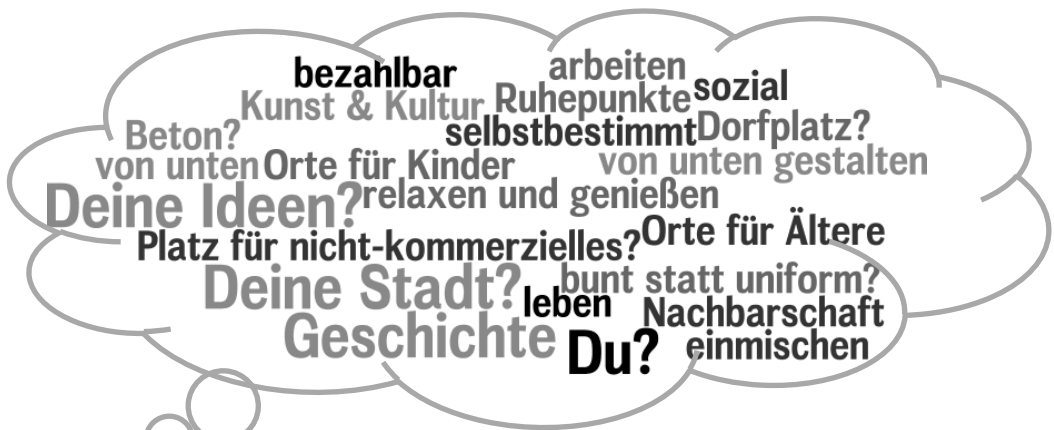 bezahlbar
arbeiten
sozial
Kunst & Kultur
Ruhepunkte
Beton?
selbstbestimmt
Dorfplatz?
von unten
Orte für Kinder
von unten gestalten
Deine Ideen?
relaxen und genießen
Platz für nicht-kommerzielles?
Orte für Ältere
Deine Stadt?
bunt statt uniform?
leben
Nachbarschaft
Geschichte
Du?
einmischen